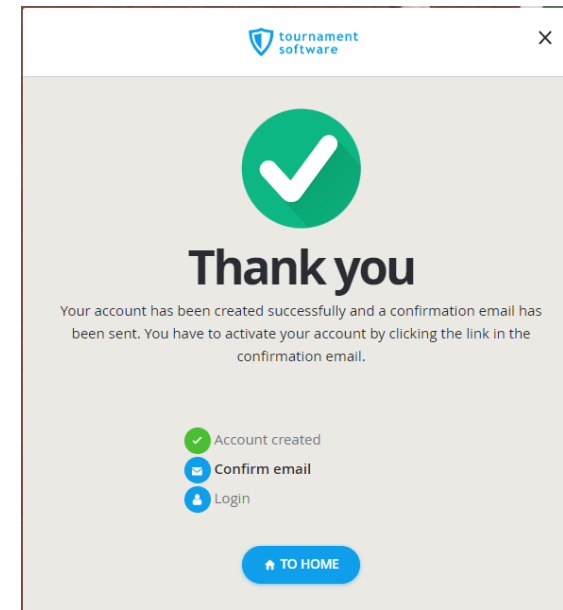 tournament
software
Thank you
Your account has been created successfully and a confirmation email has
been sent. You have to activate your account by clicking the link in the
confirmation email.
Account created
Confirm email
Login
TO HOME